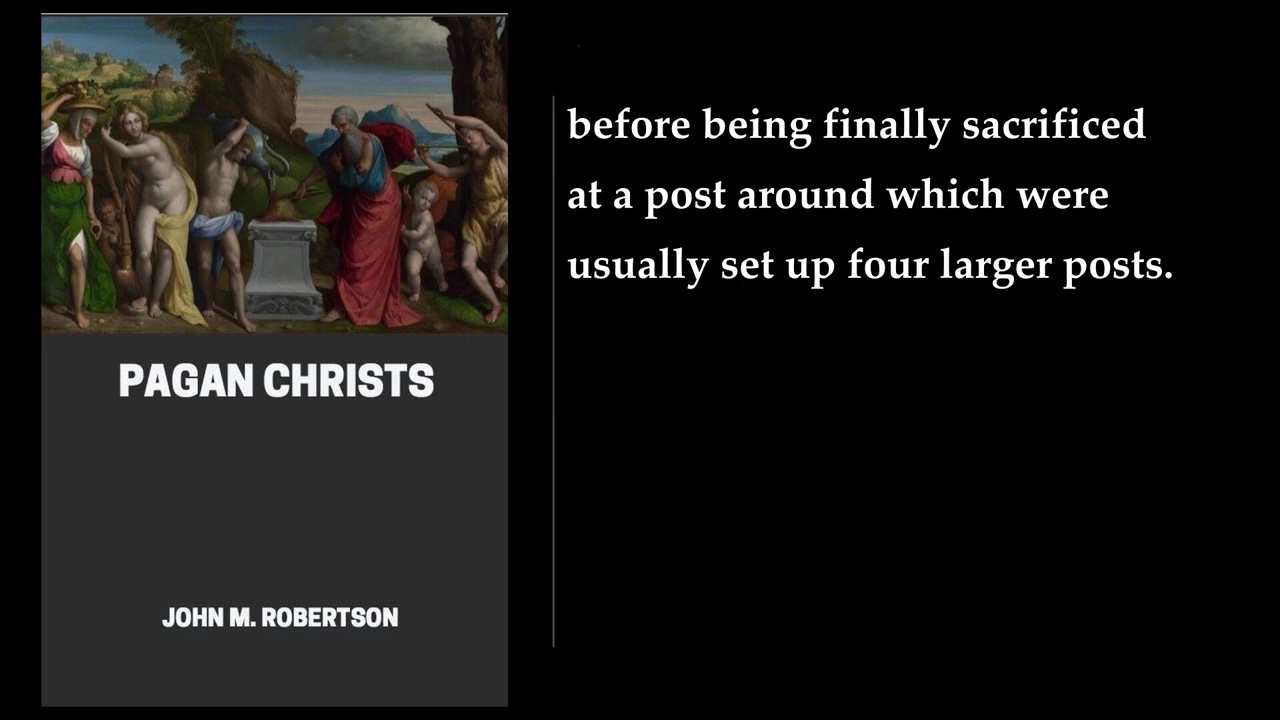 PAGAN CHRISTS
JOHN M. ROBERTSON
before being finally sacrificed
at a post around which were
usually set up four larger posts.